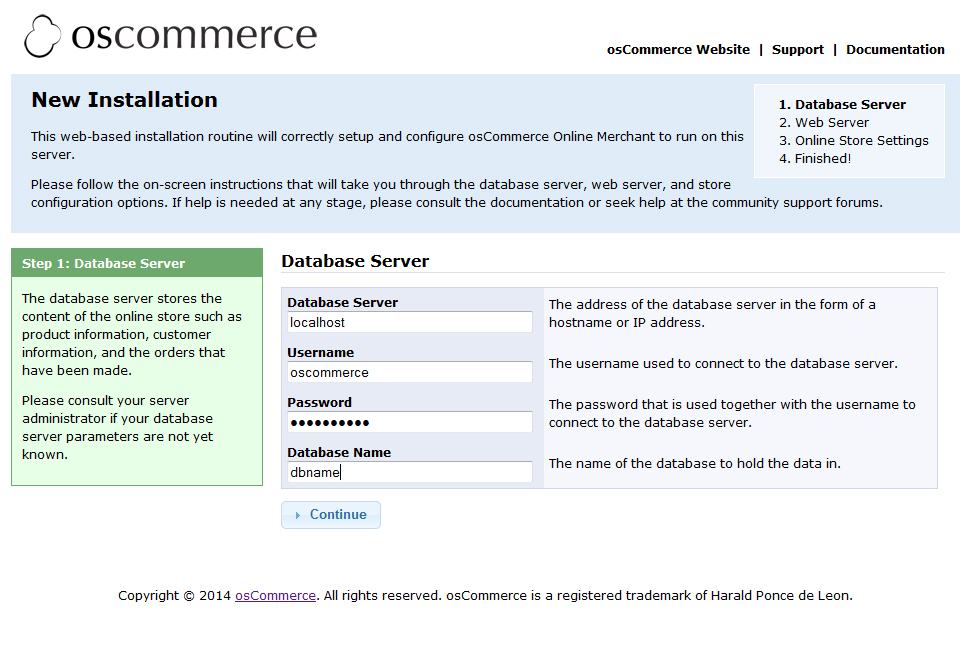 oscommerce
osCommerce Website | Support | Documentation
New Installation
This web-based installation routine will correctly setup and configure osCommerce Online Merchant to run on this
server.
Please follow the on-screen instructions that will take you through the database server, web server, and store
configuration options. If help is needed at any stage, please consult the documentation or seek help at the community support forums.
1. Database Server
2. Web Server
3. Online Store Settings
4. Finished!
Step 1: Database Server
The database server stores the
content of the online store such as
product information, customer
information, and the orders that
have been made.
Please consult your server
administrator if your database
server parameters are not yet
known.
Database Server
Database Server
localhost
The address of the database server in the form of a
hostname or IP address.
Username
oscommerce
The username used to connect to the database server.
Password
••••••••••
The password that is used together with the username to
connect to the database server.
Database Name
dbname
The name of the database to hold the data in.
Continue
Copyright © 2014 osCommerce. All rights reserved. osCommerce is a registered trademark of Harald Ponce de Leon.